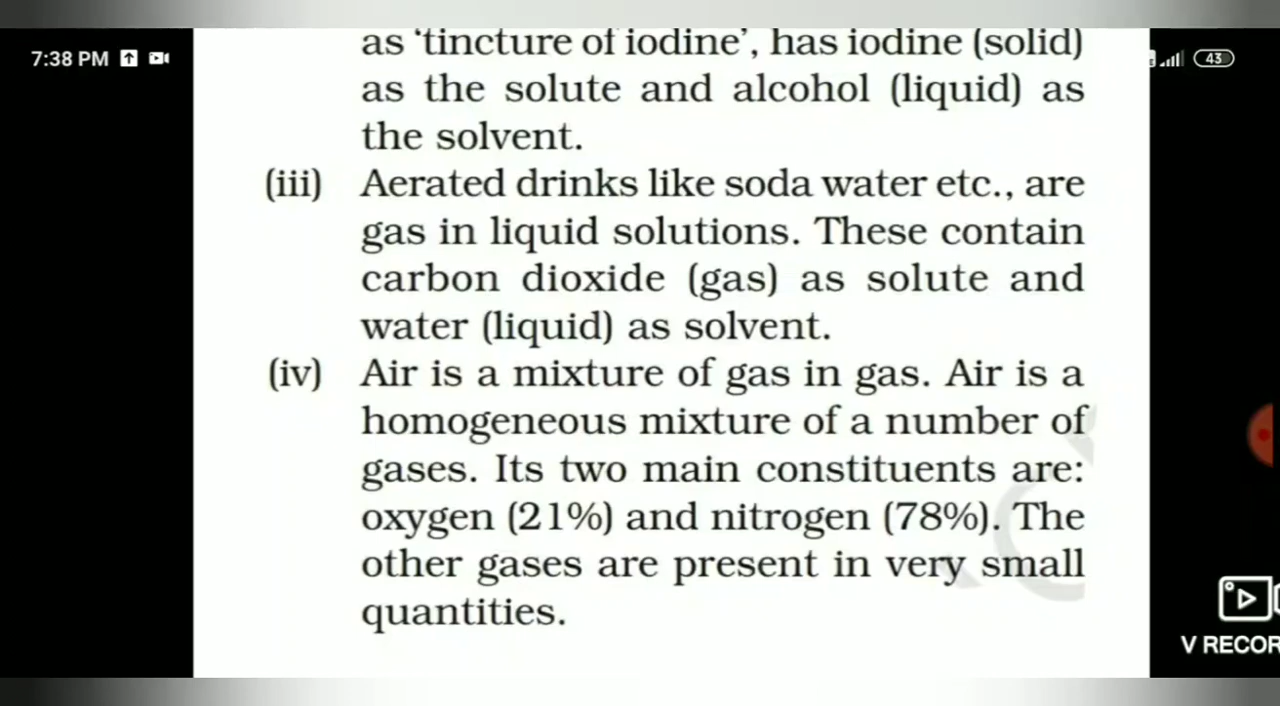 7:38 PM
43
as ‘tincture of iodine’, has iodine (solid)
as the solute and alcohol (liquid) as
the solvent.
(iii) Aerated drinks like soda water etc., are
gas in liquid solutions. These contain
carbon dioxide (gas) as solute and
water (liquid) as solvent.
(iv) Air is a mixture of gas in gas. Air is a
homogeneous mixture of a number of
gases. Its two main constituents are:
oxygen (21%) and nitrogen (78%). The
other gases are present in very small
quantities.
V RECOR